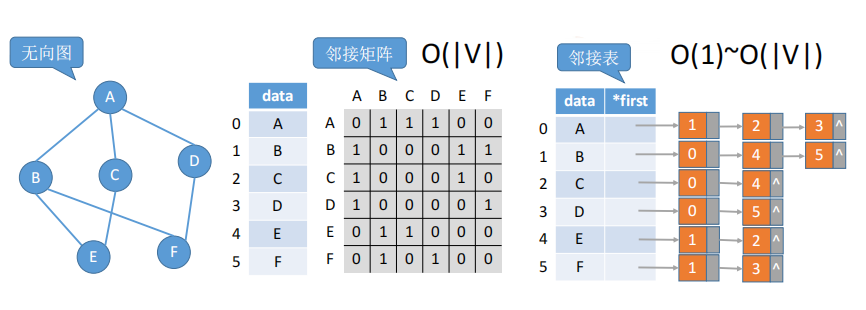 无向图
A
B
C
D
E
F
data
0 A
1 B
2 C
3 D
4 E
5 F
邻接矩阵 O(|V|)
A B C D E F
A 0 1 1 1 0 0
B 1 0 0 0 1 1
C 1 0 0 0 1 0
D 1 0 0 0 0 1
E 0 1 1 0 0 0
F 0 1 0 1 0 0
邻接表 O(1)~O(|V|)
data *first
0 A 1 2 3 ^
1 B 0 4 5 ^
2 C 0 4 ^
3 D 0 5 ^
4 E 1 2 ^
5 F 1 3 ^